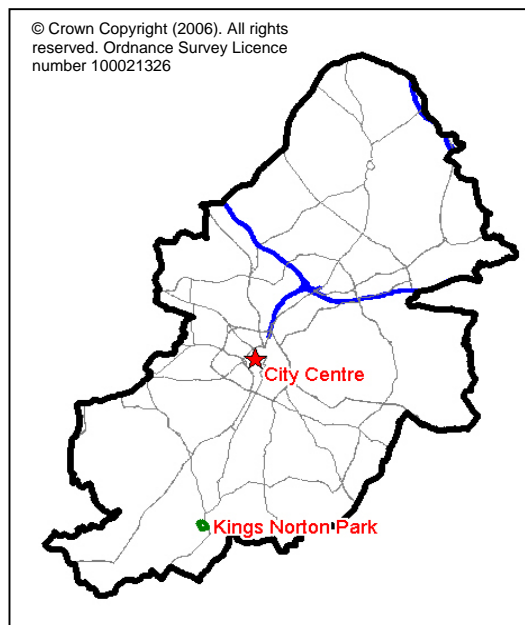 © Crown Copyright (2006). All rights
reserved. Ordnance Survey Licence
number 100021326
City Centre
Kings Norton Park